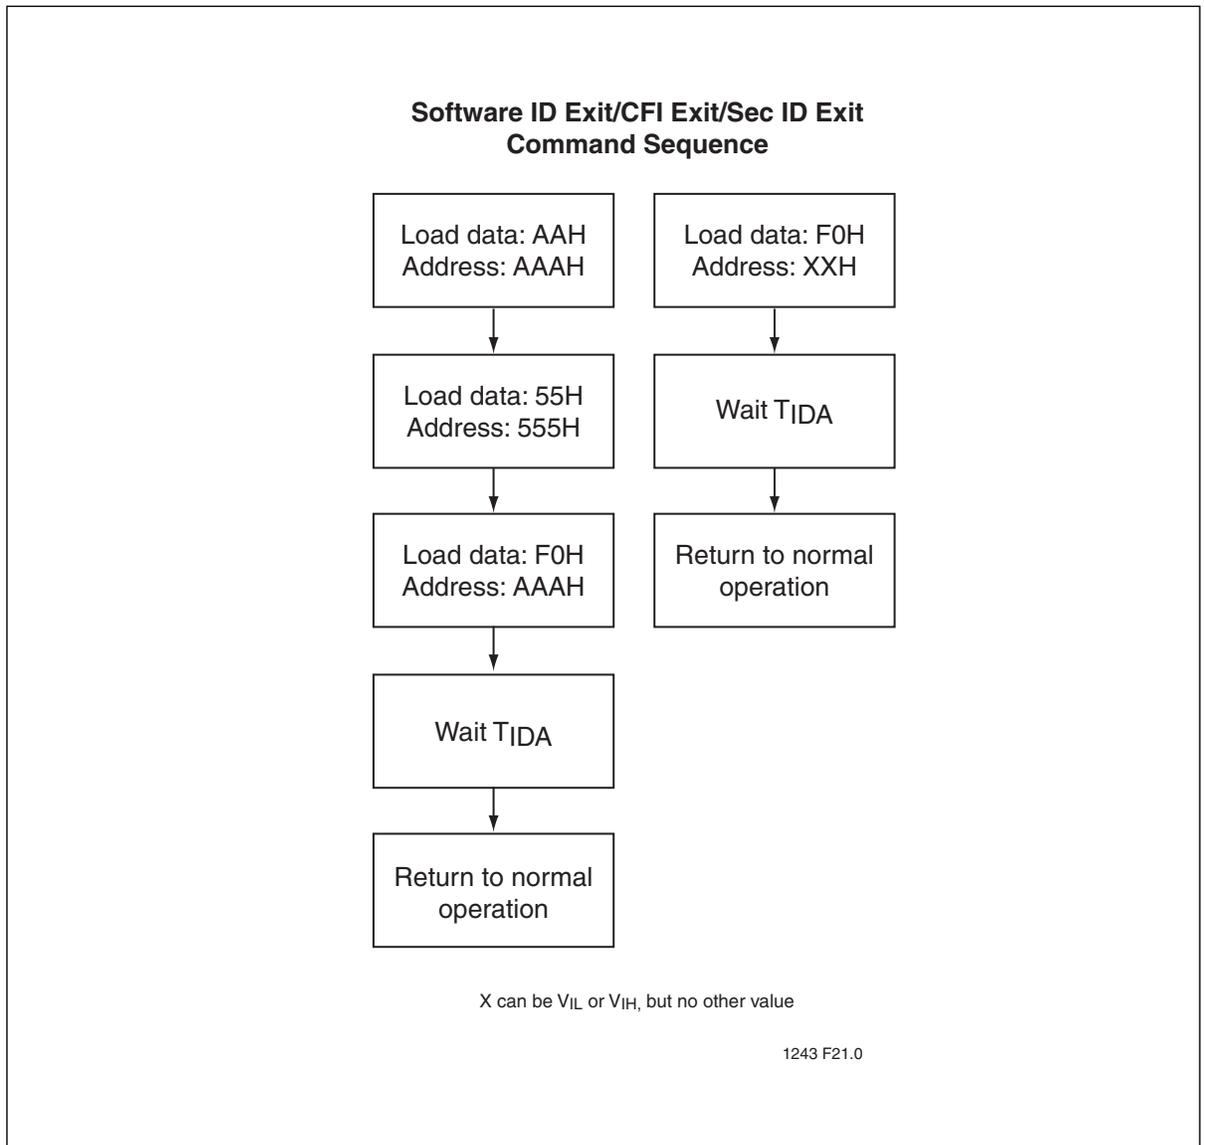 Software ID Exit/CFI Exit/Sec ID Exit
Command Sequence
Load data: AAH
Address: AAAH
Load data: 55H
Address: 555H
Load data: F0H
Address: AAAH
Wait TIDA
Return to normal
operation
Load data: F0H
Address: XXH
Wait TIDA
Return to normal
operation
X can be VIL or VIH, but no other value
1243 F21.0